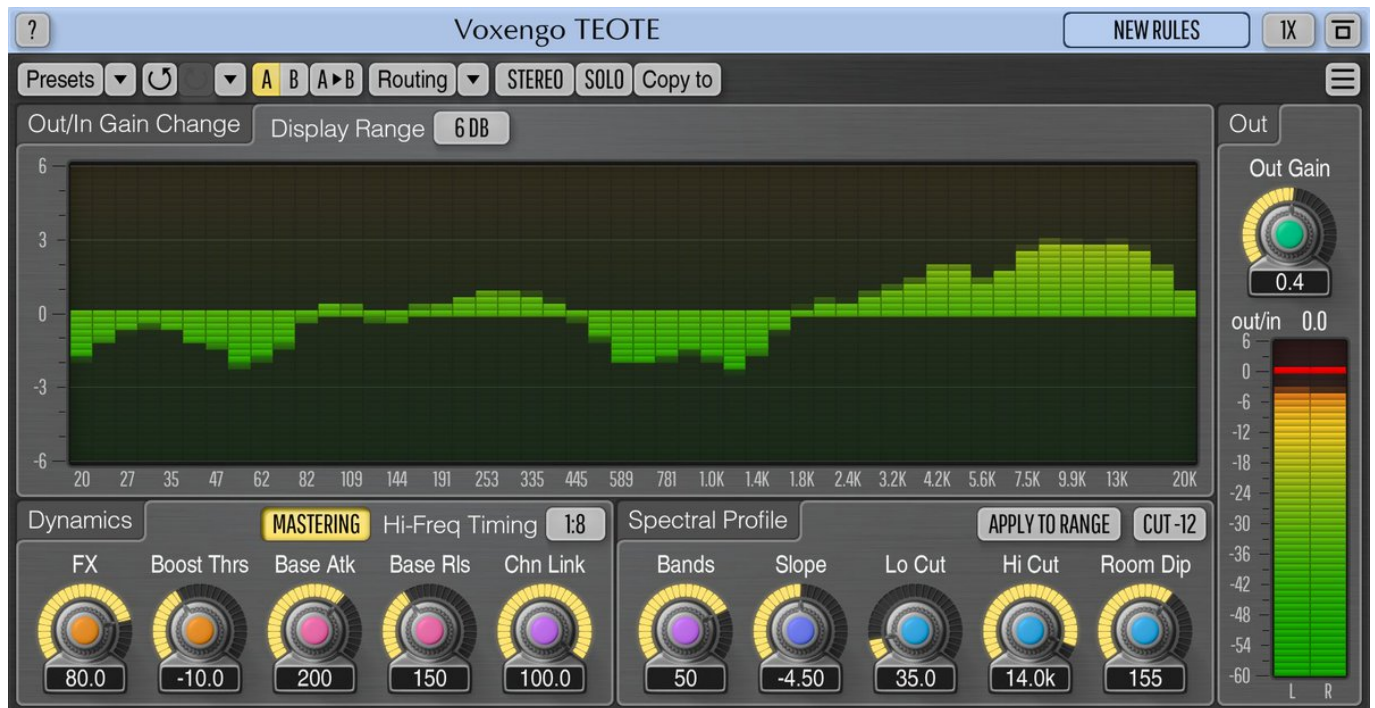 ? Voxengo TEOTE NEW RULES 1X
Presets A B A▸B Routing STEREO SOLO Copy to
Out/In Gain Change Display Range 6 DB Out
Out Gain
0.4
out/in 0.0
6
3
0
-3
-6
20 27 35 47 62 82 109 144 191 253 335 445 589 781 1.0K 1.4K 1.8K 2.4K 3.2K 4.2K 5.6K 7.5K 9.9K 13K 20K
6
0
-6
-12
-18
-24
-30
-36
-42
-48
-54
-60
L R
Dynamics MASTERING Hi-Freq Timing 1:8
FX Boost Thrs Base Atk Base Rls Chn Link
80.0 -10.0 200 150 100.0
Spectral Profile APPLY TO RANGE CUT -12
Bands Slope Lo Cut Hi Cut Room Dip
50 -4.50 35.0 14.0k 155